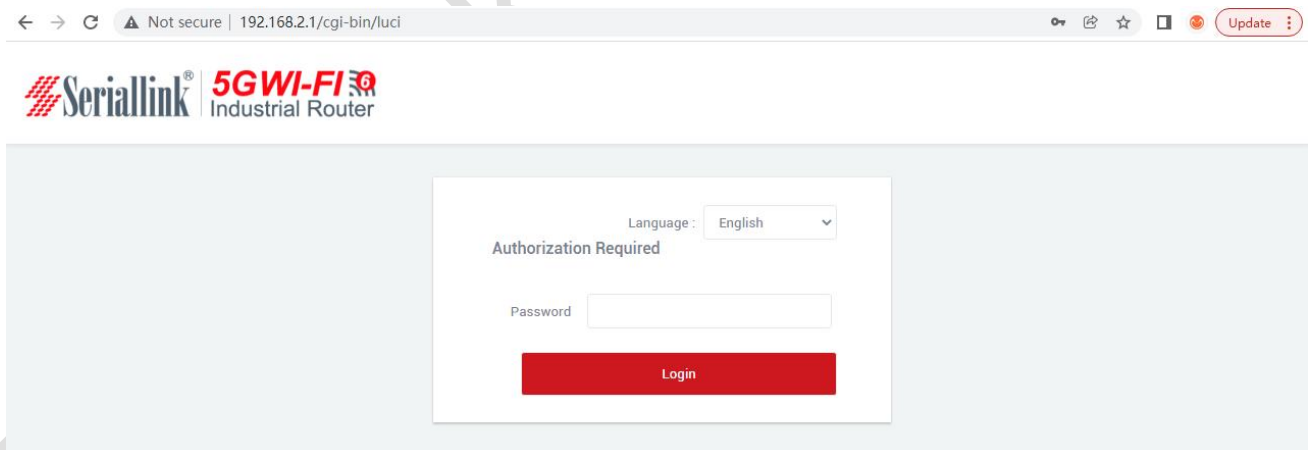 Not secure | 192.168.2.1/cgi-bin/luci
Update
Seriallink® 5GWI-FI 6
Industrial Router
Language : English
Authorization Required
Password
Login